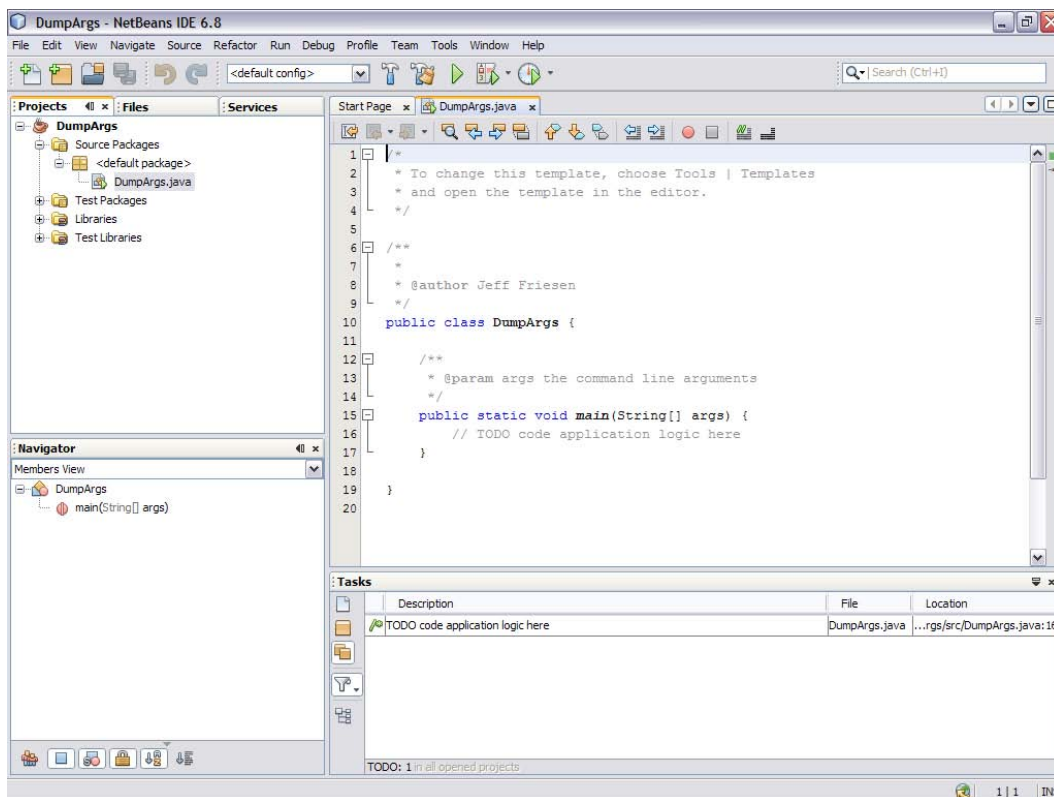 DumpArgs - NetBeans IDE 6.8
File Edit View Navigate Source Refactor Run Debug Profile Team Tools Window Help
<default config>
Search (Ctrl+I)
Projects Files Services
DumpArgs
Source Packages
<default package>
DumpArgs.java
Test Packages
Libraries
Test Libraries
Navigator
Members View
DumpArgs
main(String[] args)
Start Page DumpArgs.java
1 /*
2 * To change this template, choose Tools | Templates
3 * and open the template in the editor.
4 */
5
6 /**
7 *
8 * @author Jeff Friesen
9 */
10 public class DumpArgs {
11
12 /**
13 * @param args the command line arguments
14 */
15 public static void main(String[] args) {
16 // TODO code application logic here
17 }
18
19 }
20
Tasks
Description File Location
TODO code application logic here DumpArgs.java ...rgs/src/DumpArgs.java:16
TODO: 1 in all opened projects
1|1 IN